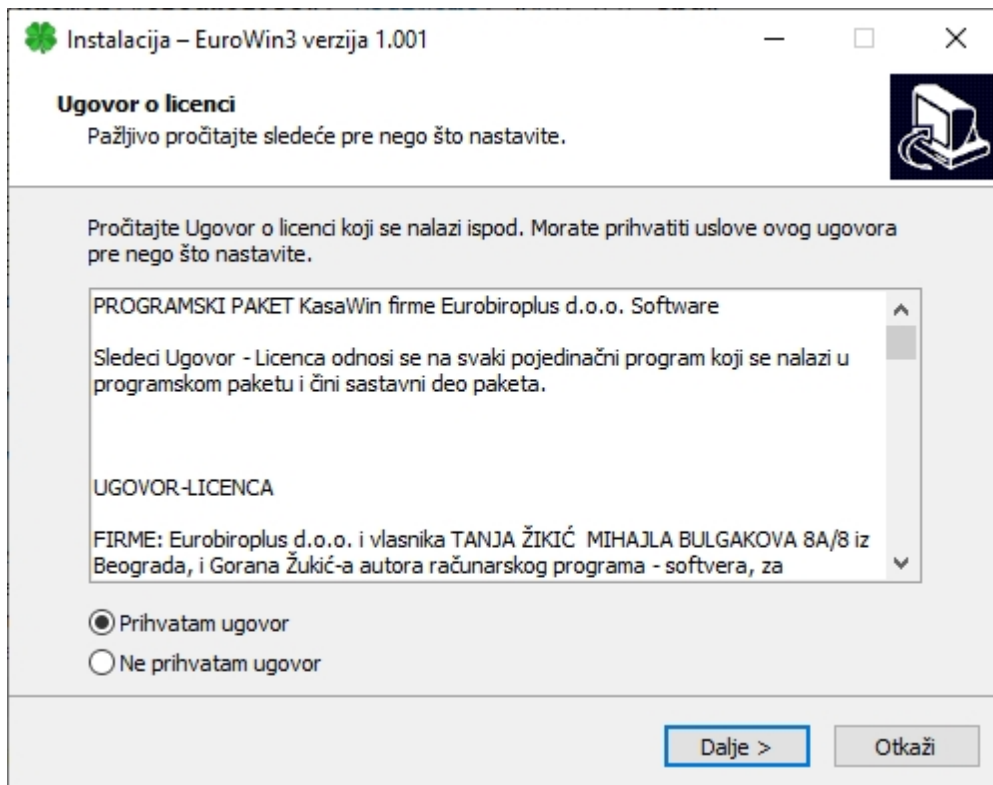 Instalacija – EuroWin3 verzija 1.001
Ugovor o licenci
Pažljivo pročitajte sledeće pre nego što nastavite.
Pročitajte Ugovor o licenci koji se nalazi ispod. Morate prihvatiti uslove ovog ugovora
pre nego što nastavite.
PROGRAMSKI PAKET KasaWin firme Eurobiroplus d.o.o. Software
Sledeci Ugovor - Licenca odnosi se na svaki pojedinačni program koji se nalazi u
programskom paketu i čini sastavni deo paketa.
UGOVOR-LICENCA
FIRME: Eurobiroplus d.o.o. i vlasnika TANJA ŽIKIĆ  MIHAJLA BULGAKOVA 8A/8 iz
Beograda, i Gorana Žukić-a autora računarskog programa - softvera, za
Prihvatam ugovor
Ne prihvatam ugovor
Dalje >
Otkaži